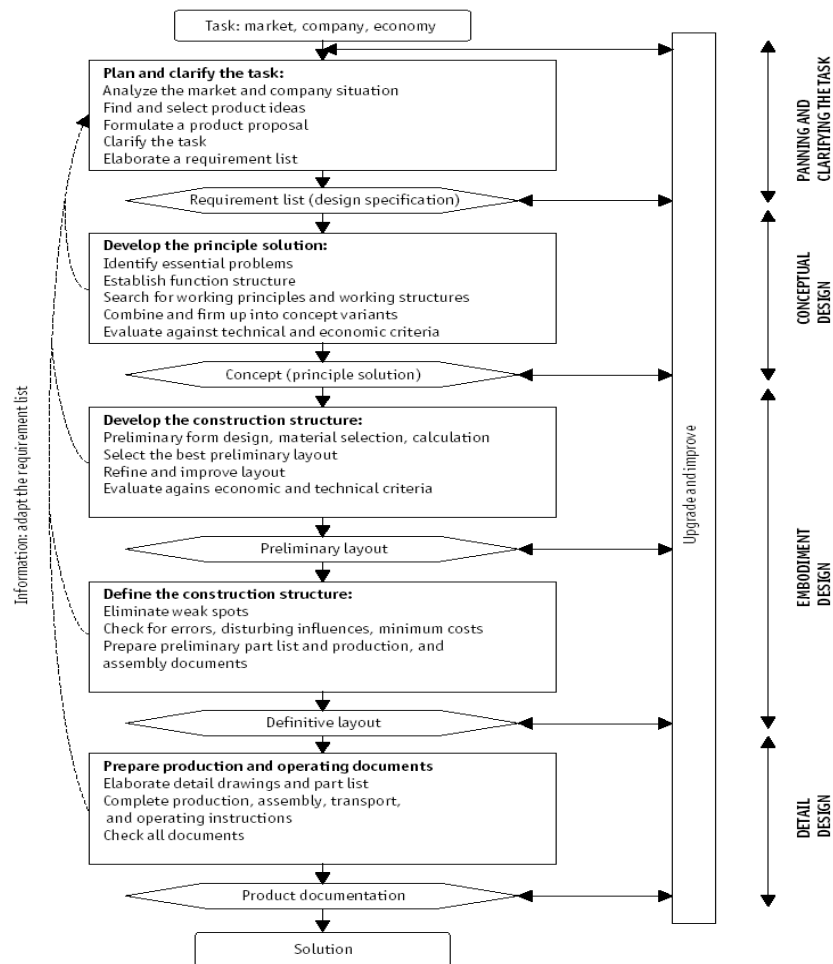 Task: market, company, economy
Plan and clarify the task:
Analyze the market and company situation
Find and select product ideas
Formulate a product proposal
Clarify the task
Elaborate a requirement list
Requirement list (design specification)
Develop the principle solution:
Identify essential problems
Establish function structure
Search for working principles and working structures
Combine and firm up into concept variants
Evaluate against technical and economic criteria
Concept (principle solution)
Develop the construction structure:
Preliminary form design, material selection, calculation
Select the best preliminary layout
Refine and improve layout
Evaluate agains economic and technical criteria
Preliminary layout
Define the construction structure:
Eliminate weak spots
Check for errors, disturbing influences, minimum costs
Prepare preliminary part list and production, and
assembly documents
Definitive layout
Prepare production and operating documents
Elaborate detail drawings and part list
Complete production, assembly, transport,
and operating instructions
Check all documents
Product documentation
Solution
Information: adapt the requirement list
Upgrade and improve
PANNING AND
CLARIFYING THE TASK
CONCEPTUAL
DESIGN
EMBODIMENT
DESIGN
DETAIL
DESIGN